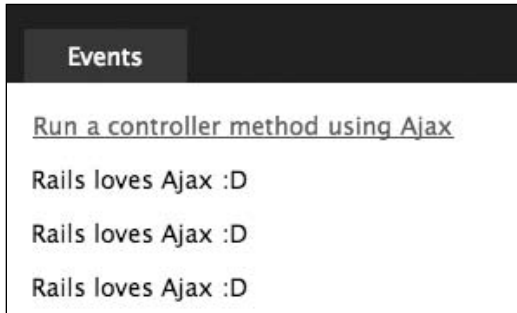 Events
Run a controller method using Ajax
Rails loves Ajax :D
Rails loves Ajax :D
Rails loves Ajax :D